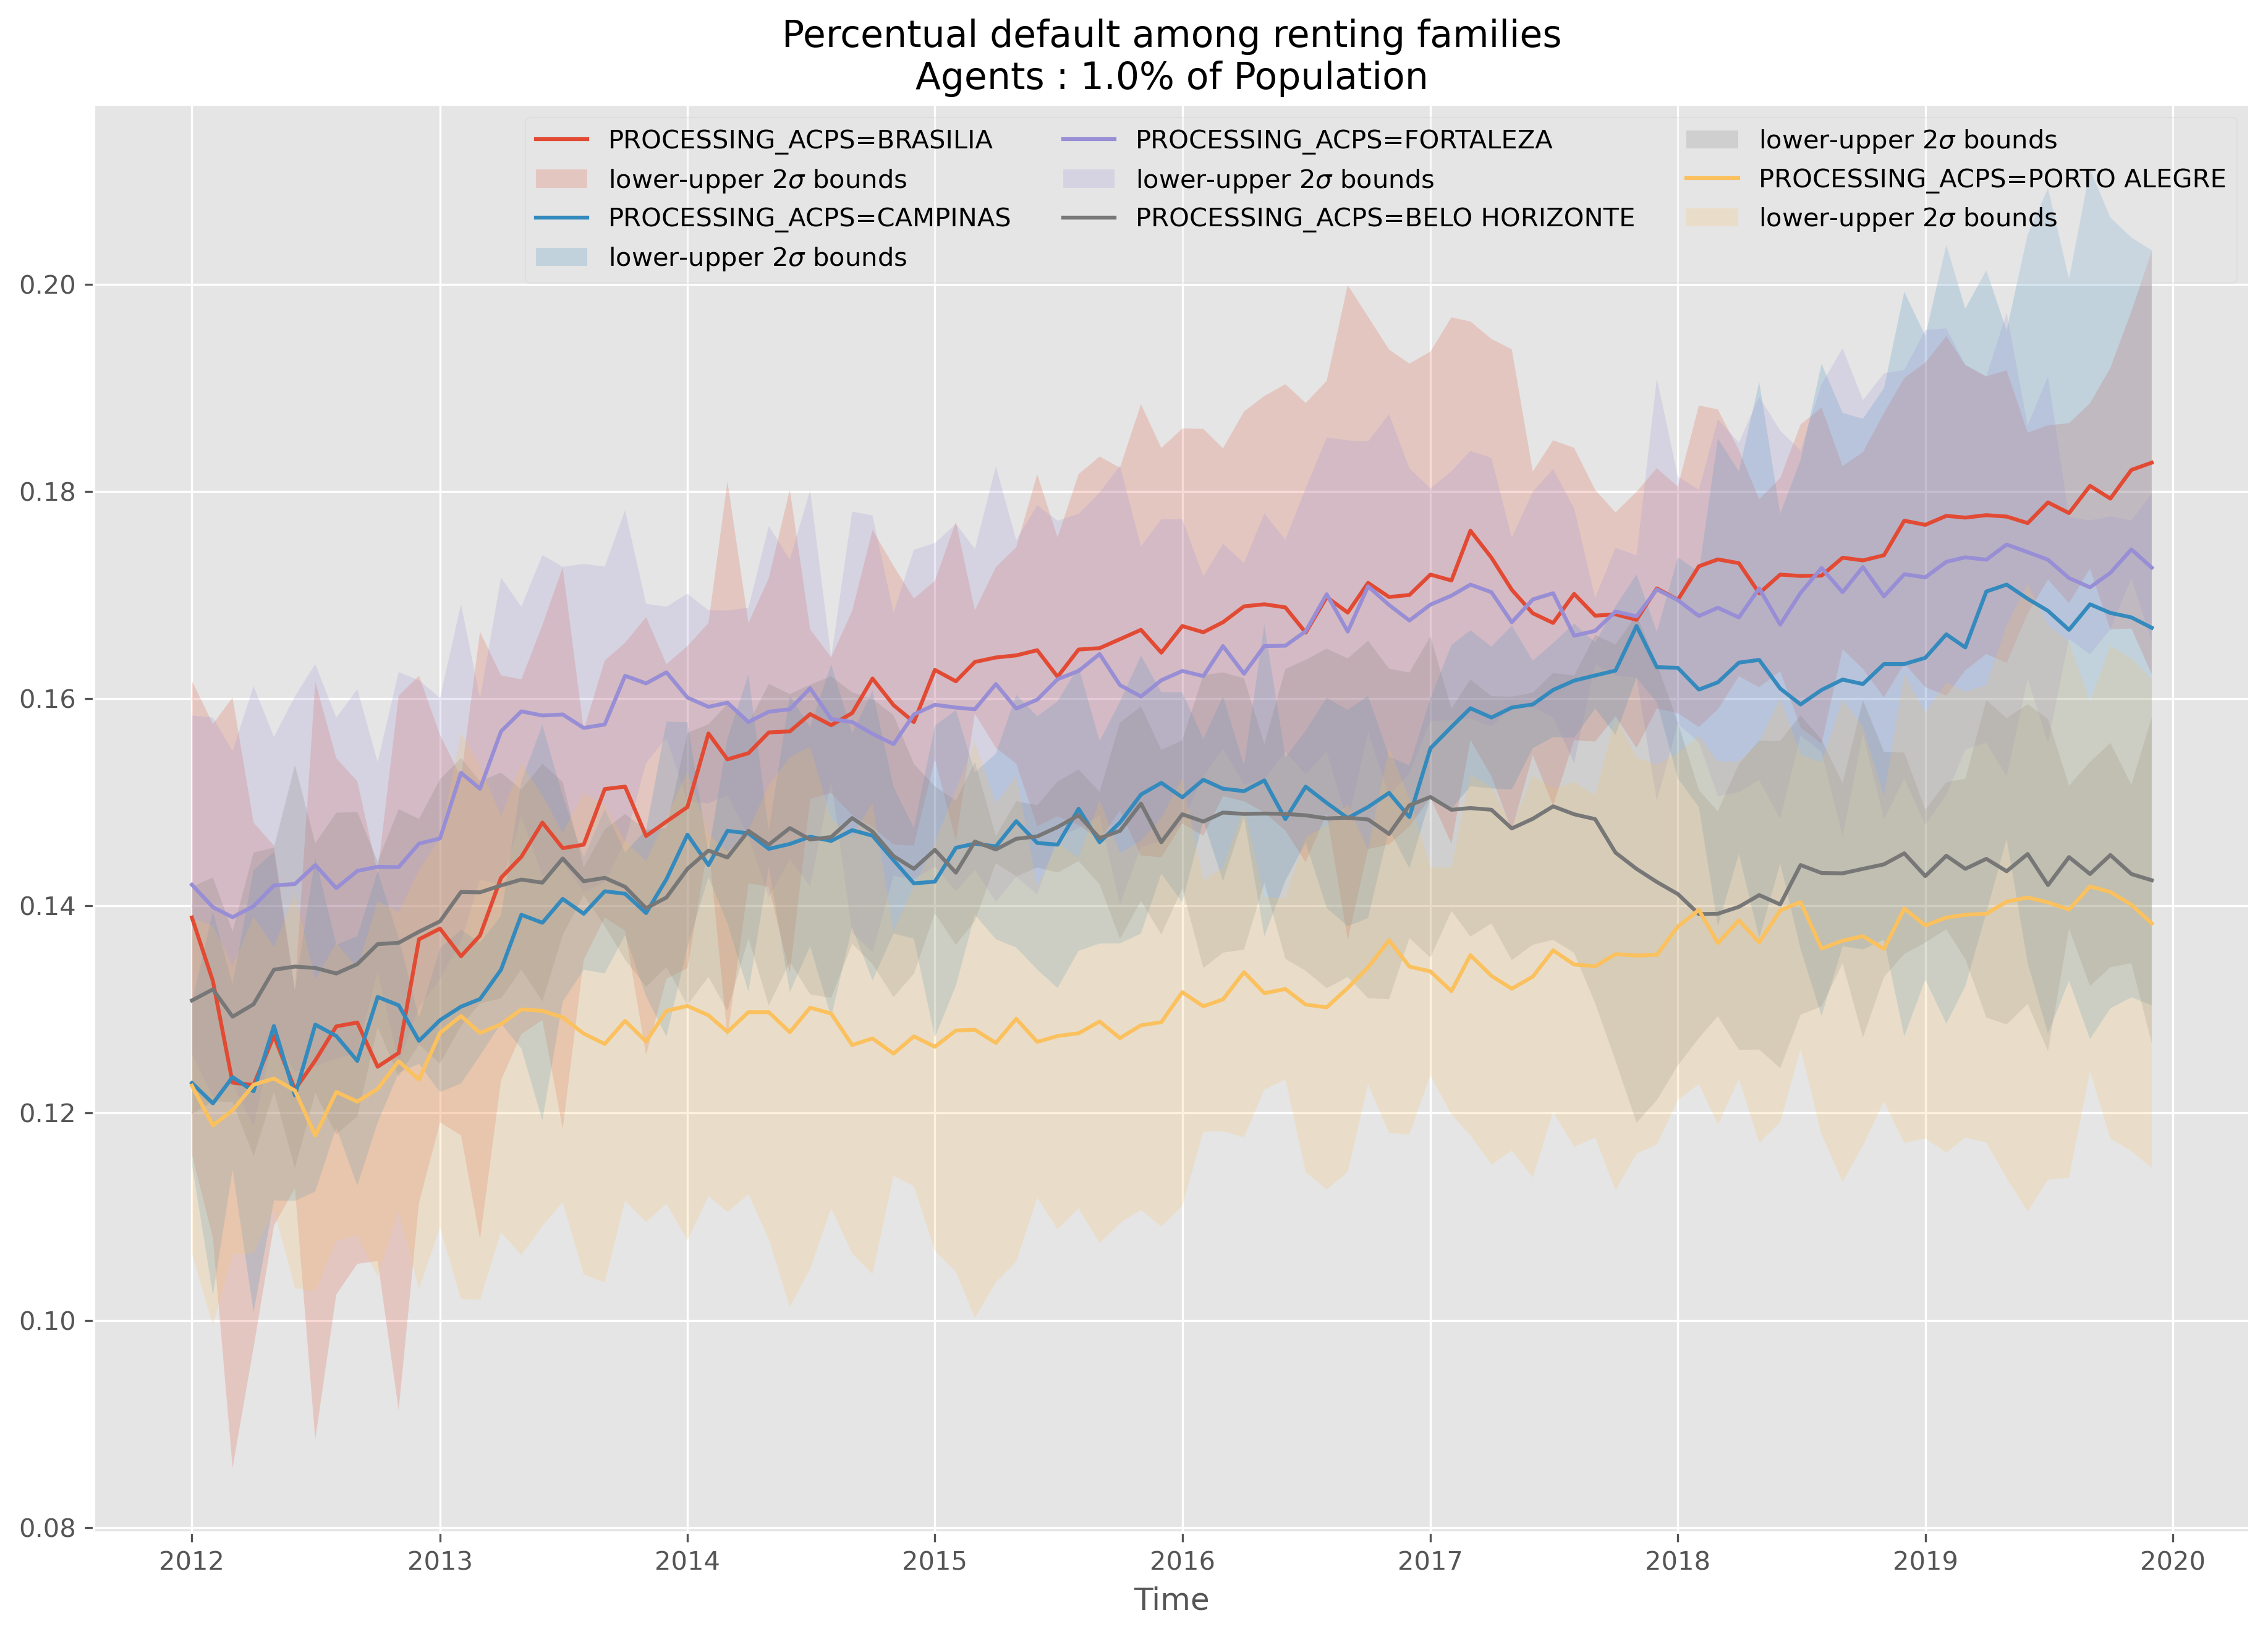 Percentual default among renting families
Agents : 1.0% of Population
PROCESSING_ACPS=BRASILIA
lower-upper 2σ bounds
PROCESSING_ACPS=CAMPINAS
lower-upper 2σ bounds
PROCESSING_ACPS=FORTALEZA
lower-upper 2σ bounds
PROCESSING_ACPS=BELO HORIZONTE
lower-upper 2σ bounds
PROCESSING_ACPS=PORTO ALEGRE
lower-upper 2σ bounds
0.20
0.18
0.16
0.14
0.12
0.10
0.08
2012 2013 2014 2015 2016 2017 2018 2019 2020
Time